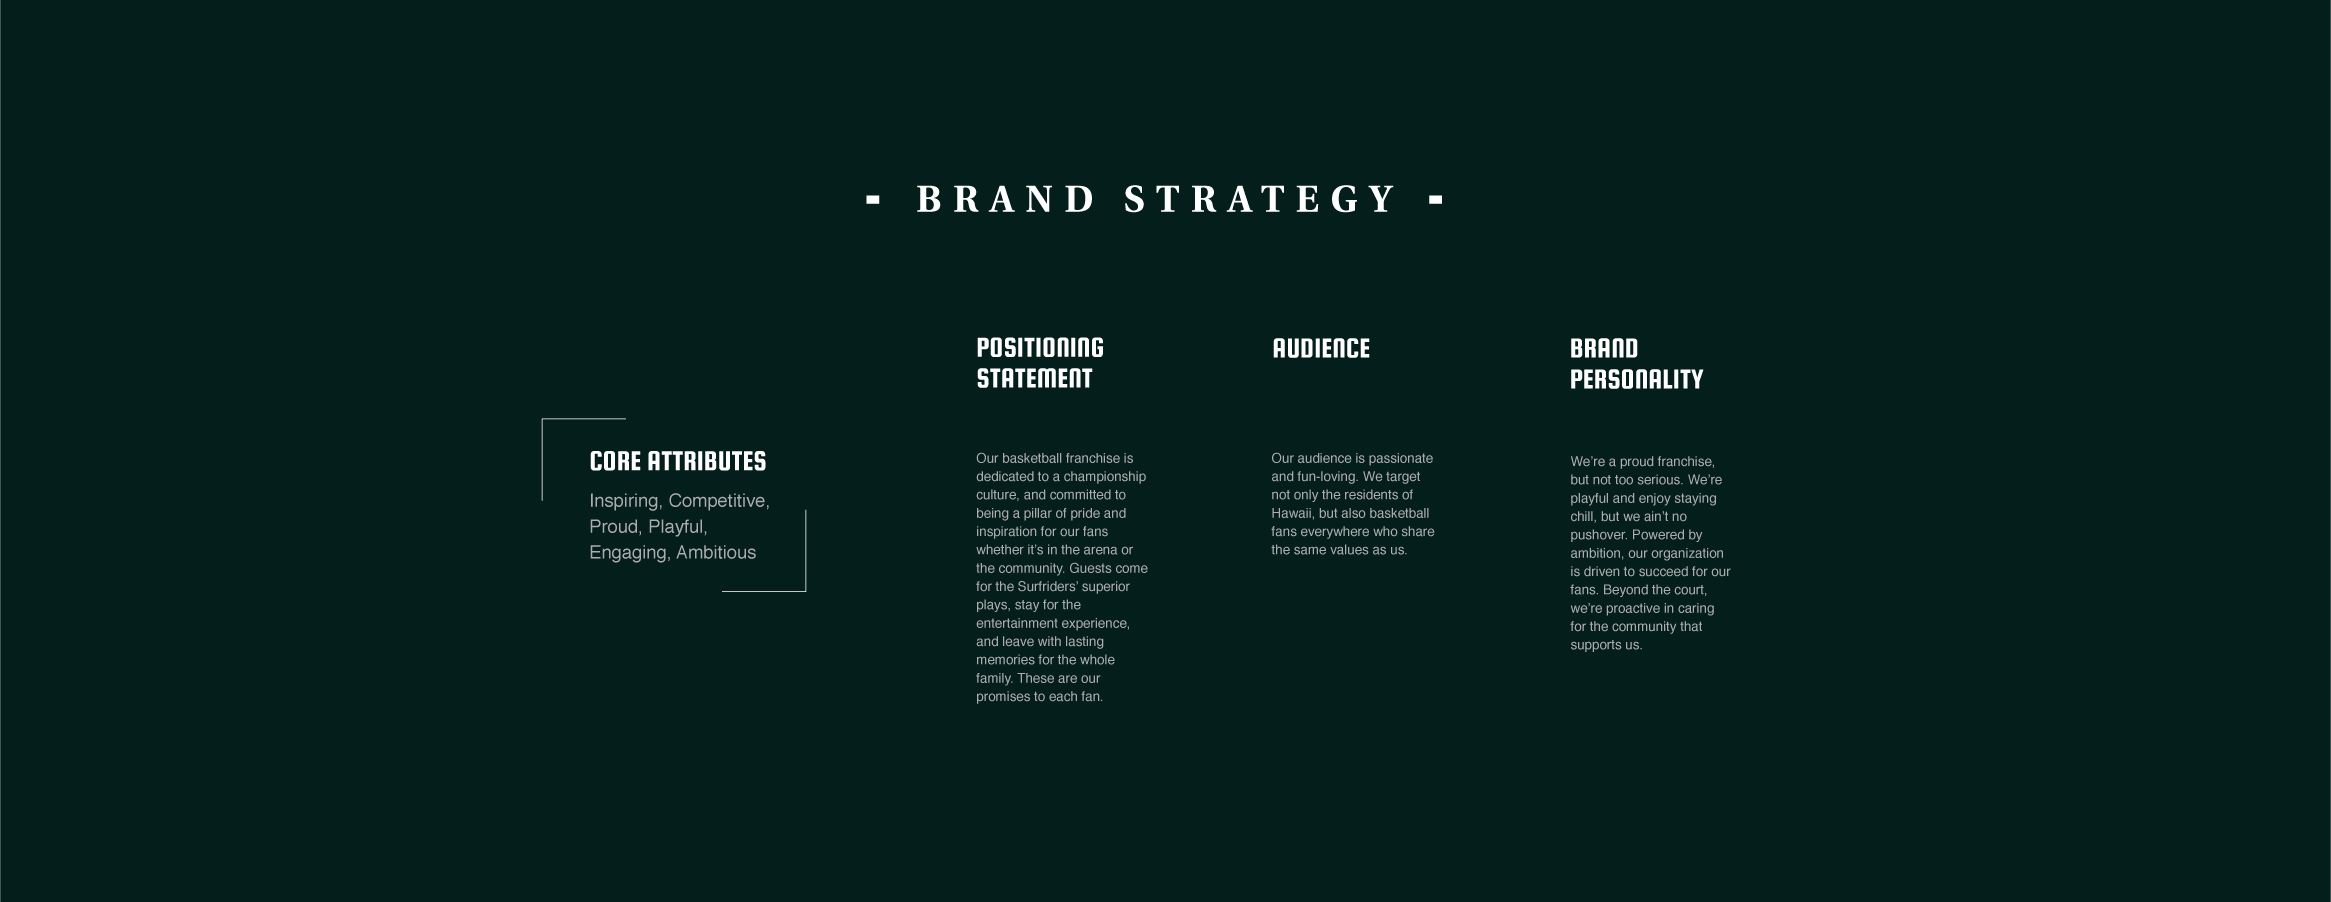 - BRAND STRATEGY -
CORE ATTRIBUTES
Inspiring, Competitive,
Proud, Playful,
Engaging, Ambitious
POSITIONING
STATEMENT
Our basketball franchise is
dedicated to a championship
culture, and committed to
being a pillar of pride and
inspiration for our fans
whether it’s in the arena or
the community. Guests come
for the Surfriders’ superior
plays, stay for the
entertainment experience,
and leave with lasting
memories for the whole
family. These are our
promises to each fan.
AUDIENCE
Our audience is passionate
and fun-loving. We target
not only the residents of
Hawaii, but also basketball
fans everywhere who share
the same values as us.
BRAND
PERSONALITY
We’re a proud franchise,
but not too serious. We’re
playful and enjoy staying
chill, but we ain’t no
pushover. Powered by
ambition, our organization
is driven to succeed for our
fans. Beyond the court,
we’re proactive in caring
for the community that
supports us.